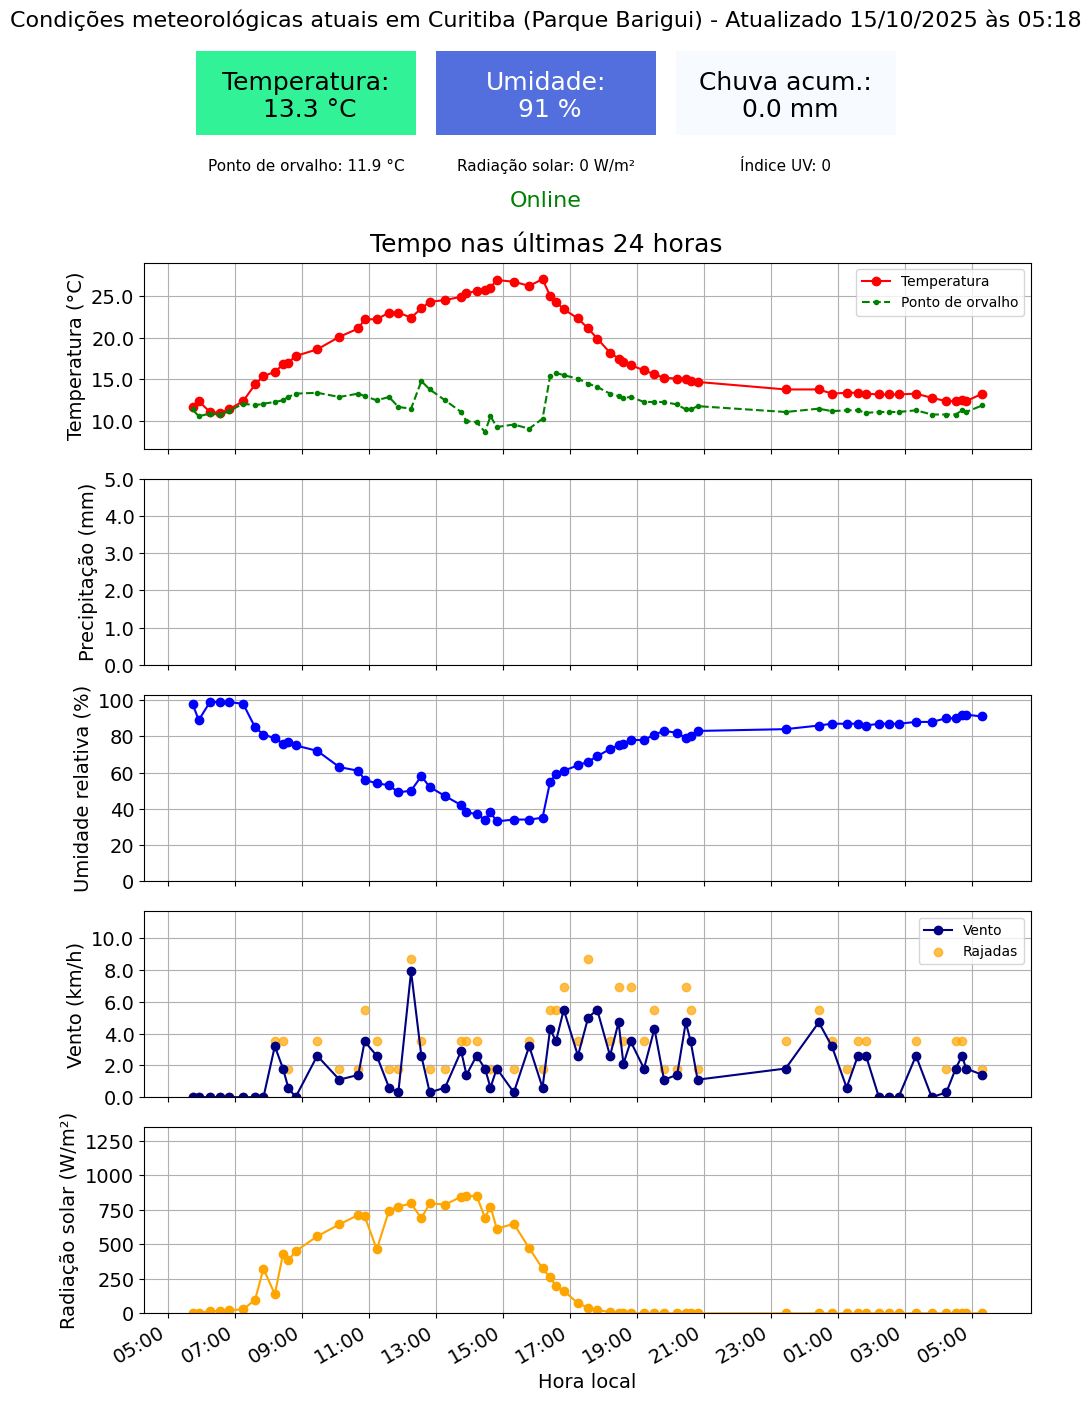 Condições meteorológicas atuais em Curitiba (Parque Barigui) - Atualizado 15/10/2025 às 05:18
Temperatura:
13.3 °C
Umidade:
91 %
Chuva acum.:
0.0 mm
Ponto de orvalho: 11.9 °C
Radiação solar: 0 W/m²
Índice UV: 0
Online
Tempo nas últimas 24 horas
Temperatura (°C)
25.0
20.0
15.0
10.0
Temperatura
Ponto de orvalho
Precipitação (mm)
5.0
4.0
3.0
2.0
1.0
0.0
Umidade relativa (%)
100
80
60
40
20
0
Vento (km/h)
10.0
8.0
6.0
4.0
2.0
0.0
Vento
Rajadas
Radiação solar (W/m²)
1250
1000
750
500
250
0
05:00
07:00
09:00
11:00
13:00
15:00
17:00
19:00
21:00
23:00
01:00
03:00
05:00
Hora local